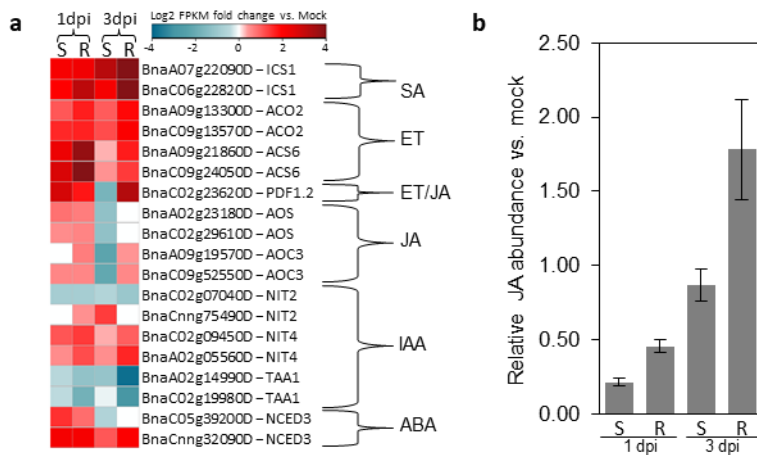 a
1dpi 3dpi
S R S R
Log2 FPKM fold change vs. Mock
-4 -2 0 2 4
BnaA07g22090D – ICS1
BnaC06g22820D – ICS1
SA
BnaA09g13300D – ACO2
BnaC09g13570D – ACO2
BnaA09g21860D – ACS6
BnaC09g24050D – ACS6
ET
BnaC02g23620D – PDF1.2
ET/JA
BnaA02g23180D – AOS
BnaC02g29610D – AOS
BnaA09g19570D – AOC3
BnaC09g52550D – AOC3
JA
BnaC02g07040D – NIT2
BnaCnng75490D – NIT2
BnaC02g09450D – NIT4
BnaA02g05560D – NIT4
BnaA02g14990D – TAA1
BnaC02g19980D – TAA1
IAA
BnaC05g39200D – NCED3
BnaCnng32090D – NCED3
ABA
b
Relative JA abundance vs. mock
2.50
2.00
1.50
1.00
0.50
0.00
S R S R
1 dpi 3 dpi